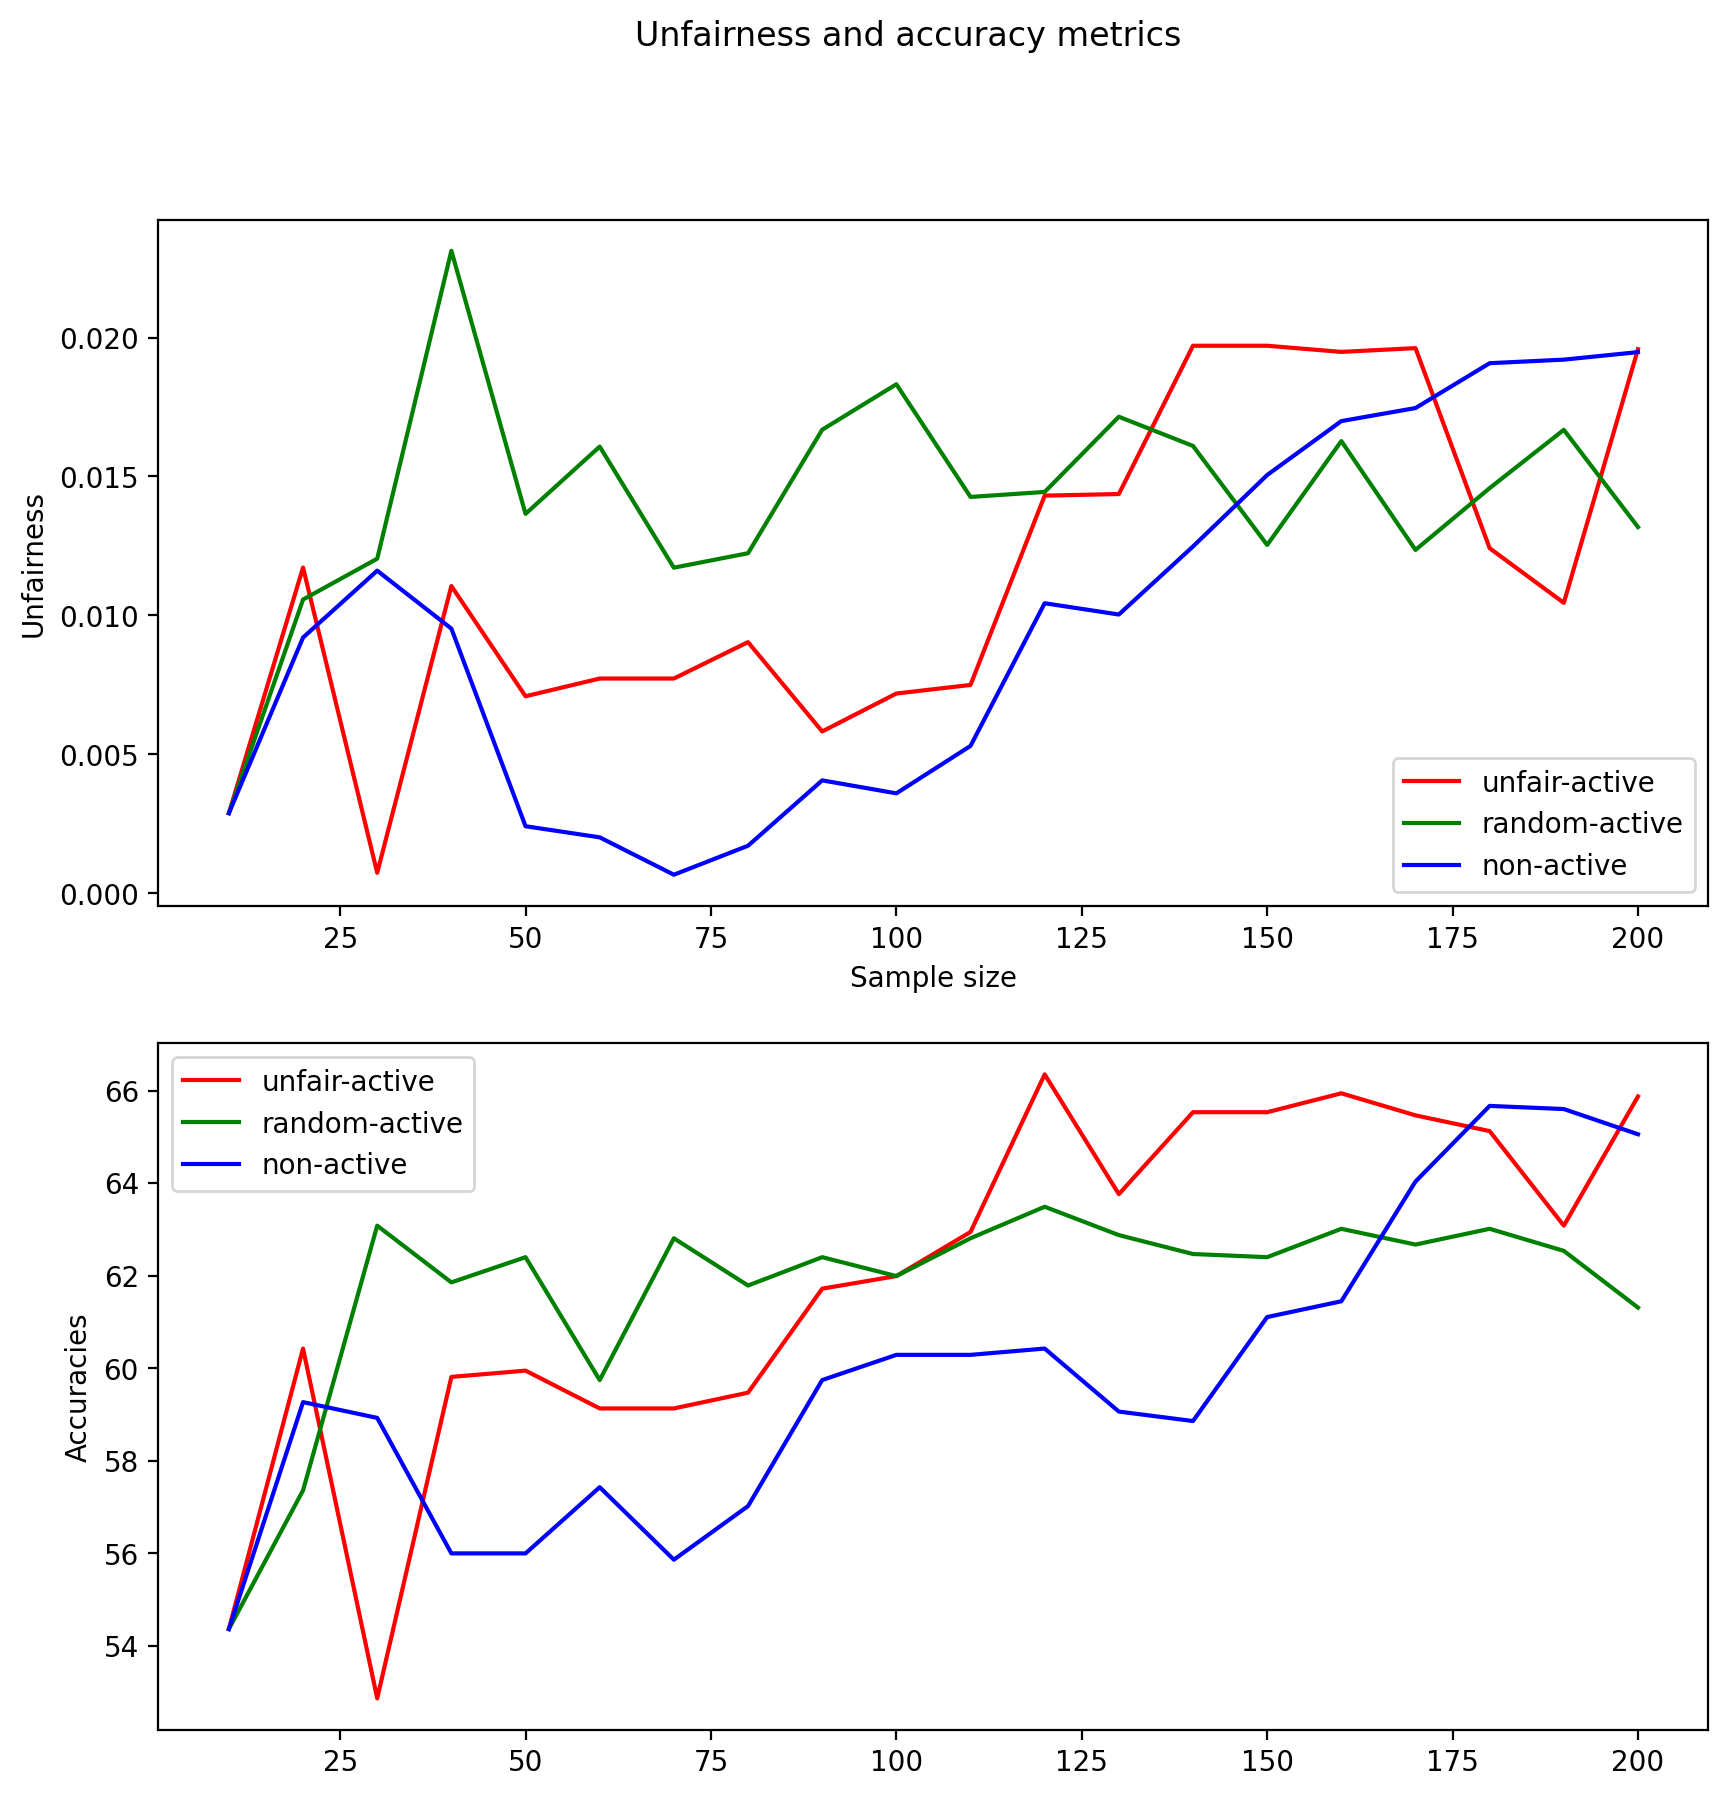 Unfairness and accuracy metrics
Unfairness
0.020
0.015
0.010
0.005
0.000
unfair-active
random-active
non-active
25 50 75 100 125 150 175 200
Sample size
Accuracies
66
64
62
60
58
56
54
unfair-active
random-active
non-active
25 50 75 100 125 150 175 200